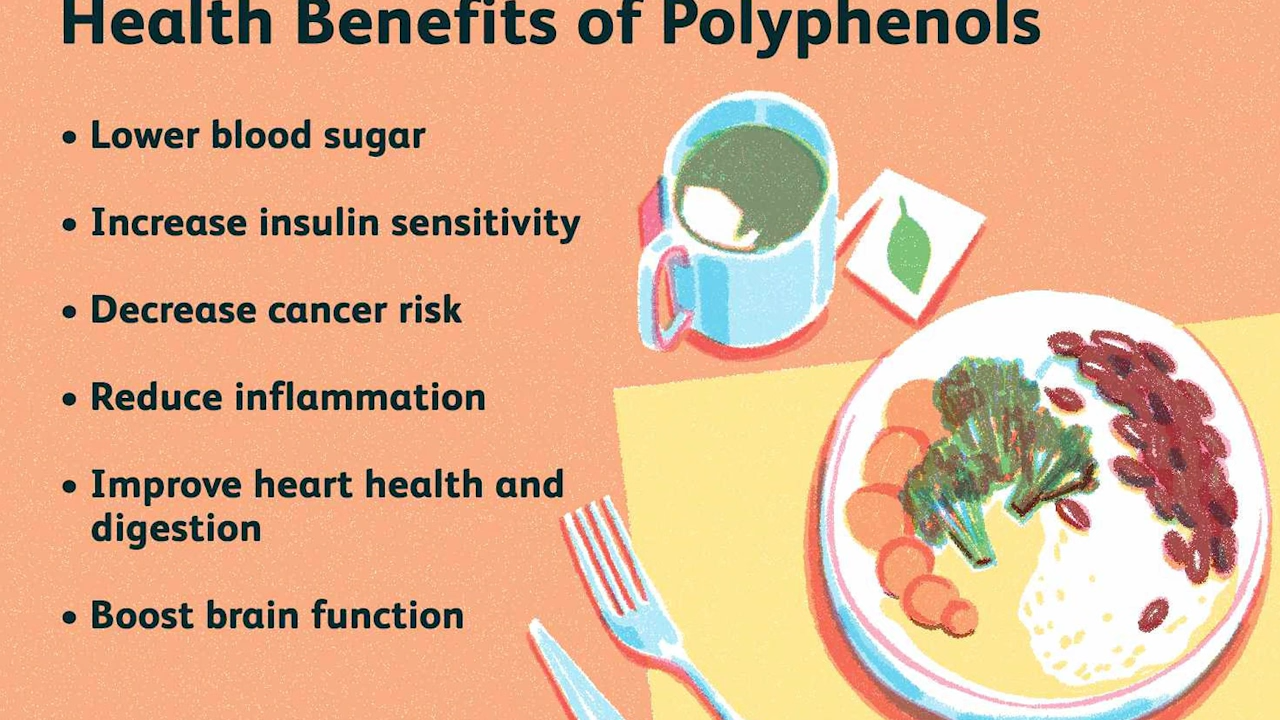 Health Benefits of Polyphenols
• Lower blood sugar
• Increase insulin sensitivity
• Decrease cancer risk
• Reduce inflammation
• Improve heart health and
digestion
• Boost brain function